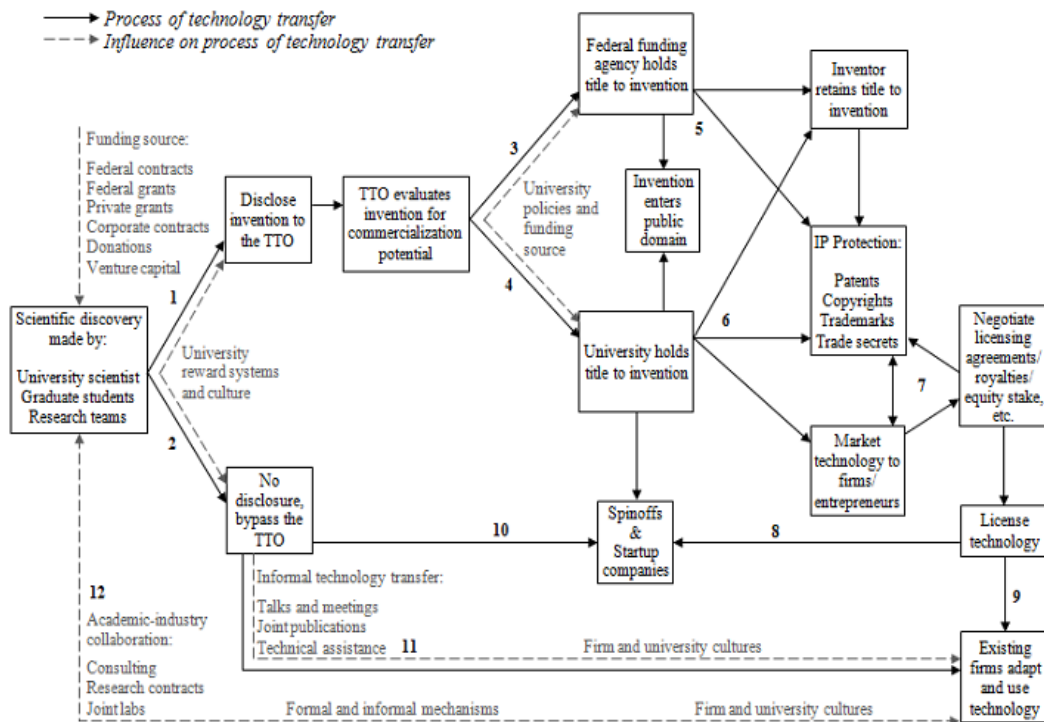 Process of technology transfer
Influence on process of technology transfer
Funding source:
Federal contracts
Federal grants
Private grants
Corporate contracts
Donations
Venture capital
Scientific discovery
made by:
University scientist
Graduate students
Research teams
1
2
Disclose
invention to
the TTO
University
reward systems
and culture
No
disclosure,
bypass the
TTO
TTO evaluates
invention for
commercialization
potential
3
4
University
policies and
funding
source
Federal funding
agency holds
title to invention
Invention
enters
public
domain
University holds
title to invention
5
6
Inventor
retains title to
invention
IP Protection:
Patents
Copyrights
Trademarks
Trade secrets
7
Negotiate
licensing
agreements/
royalties/
equity stake,
etc.
Market
technology to
firms/
entrepreneurs
10
Spinoffs
&
Startup
companies
8
License
technology
9
Informal technology transfer:
Talks and meetings
Joint publications
Technical assistance
11
Firm and university cultures
Existing
firms adapt
and use
technology
12
Academic-industry
collaboration:
Consulting
Research contracts
Joint labs
Formal and informal mechanisms
Firm and university cultures